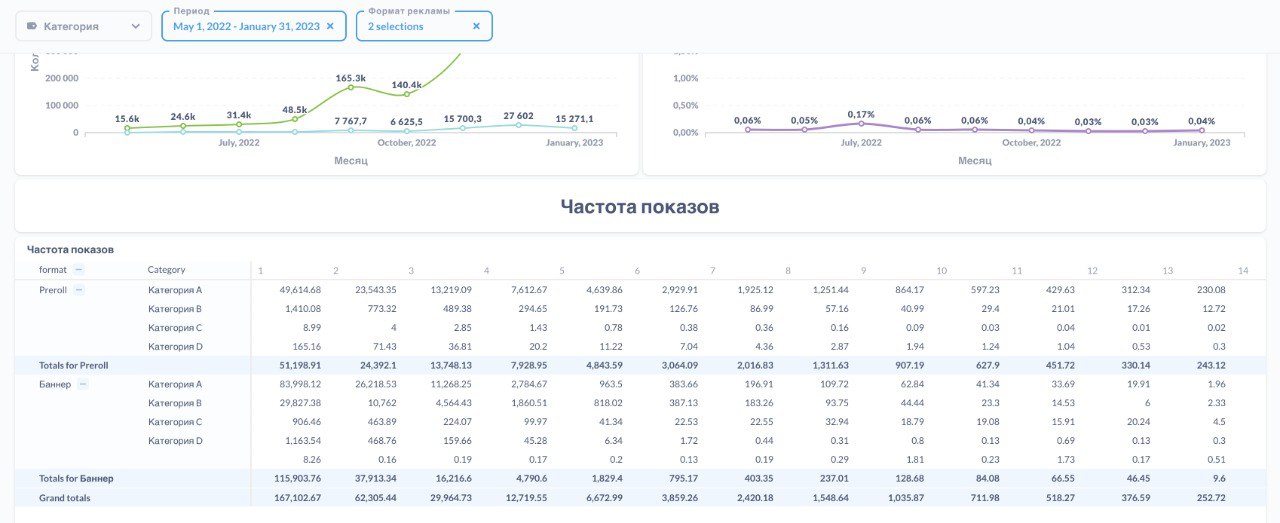 Категория
Период
May 1, 2022 - January 31, 2023 ×
Формат рекламы
2 selections ×
200 000
100 000
0
15.6k 24.6k 31.4k 48.5k 165.3k 140.4k
7 767,7 6 625,5 15 700,3 27 602 15 271,1
July, 2022 October, 2022 January, 2023
Месяц
1,00%
0,50%
0,00%
0,06% 0,05% 0,17% 0,06% 0,06% 0,04% 0,03% 0,03% 0,04%
July, 2022 October, 2022 January, 2023
Месяц
Частота показов
Частота показов
format Category 1 2 3 4 5 6 7 8 9 10 11 12 13 14
Preroll Категория A 49,614.68 23,543.35 13,219.09 7,612.67 4,639.86 2,929.91 1,925.12 1,251.44 864.17 597.23 429.63 312.34 230.08
Категория B 1,410.08 773.32 489.38 294.65 191.73 126.76 86.99 57.16 40.99 29.4 21.01 17.26 12.72
Категория C 8.99 4 2.85 1.43 0.78 0.38 0.36 0.16 0.09 0.03 0.04 0.01 0.02
Категория D 165.16 71.43 36.81 20.2 11.22 7.04 4.36 2.87 1.94 1.24 1.04 0.53 0.3
Totals for Preroll 51,198.91 24,392.1 13,748.13 7,928.95 4,843.59 3,064.09 2,016.83 1,311.63 907.19 627.9 451.72 330.14 243.12
Баннер Категория A 83,998.12 26,218.53 11,268.25 2,784.67 963.5 383.66 196.91 109.72 62.84 41.34 33.69 19.91 1.96
Категория B 29,827.38 10,762 4,564.43 1,860.51 818.02 387.13 183.26 93.75 44.44 23.3 14.53 6 2.33
Категория C 906.46 463.89 224.07 99.97 41.34 22.53 22.55 32.94 18.79 19.08 15.91 20.24 4.5
Категория D 1,163.54 468.76 159.66 45.28 6.34 1.72 0.44 0.31 0.8 0.13 0.69 0.13 0.3
8.26 0.16 0.19 0.17 0.2 0.13 0.19 0.29 1.81 0.23 1.73 0.17 0.51
Totals for Баннер 115,903.76 37,913.34 16,216.6 4,790.6 1,829.4 795.17 403.35 237.01 128.68 84.08 66.55 46.45 9.6
Grand totals 167,102.67 62,305.44 29,964.73 12,719.55 6,672.99 3,859.26 2,420.18 1,548.64 1,035.87 711.98 518.27 376.59 252.72